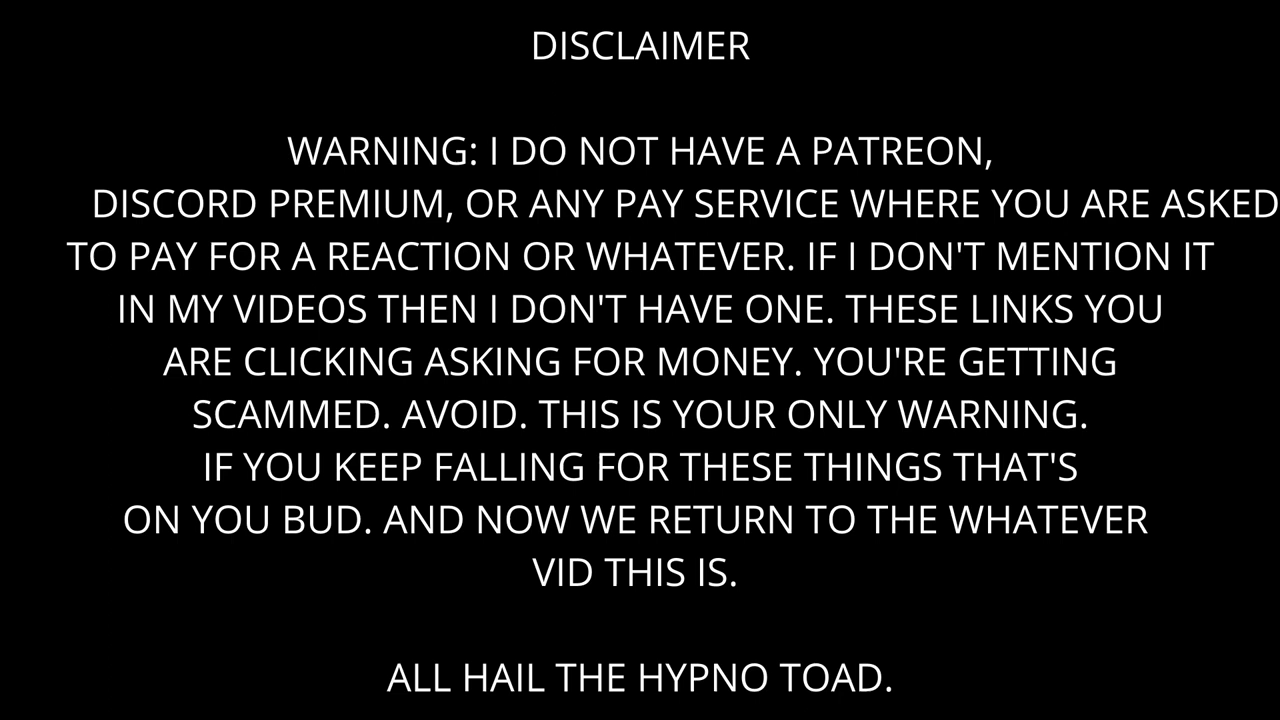 DISCLAIMER
WARNING: I DO NOT HAVE A PATREON,
DISCORD PREMIUM, OR ANY PAY SERVICE WHERE YOU ARE ASKED
TO PAY FOR A REACTION OR WHATEVER. IF I DON'T MENTION IT
IN MY VIDEOS THEN I DON'T HAVE ONE. THESE LINKS YOU
ARE CLICKING ASKING FOR MONEY. YOU'RE GETTING
SCAMMED. AVOID. THIS IS YOUR ONLY WARNING.
IF YOU KEEP FALLING FOR THESE THINGS THAT'S
ON YOU BUD. AND NOW WE RETURN TO THE WHATEVER
VID THIS IS.
ALL HAIL THE HYPNO TOAD.